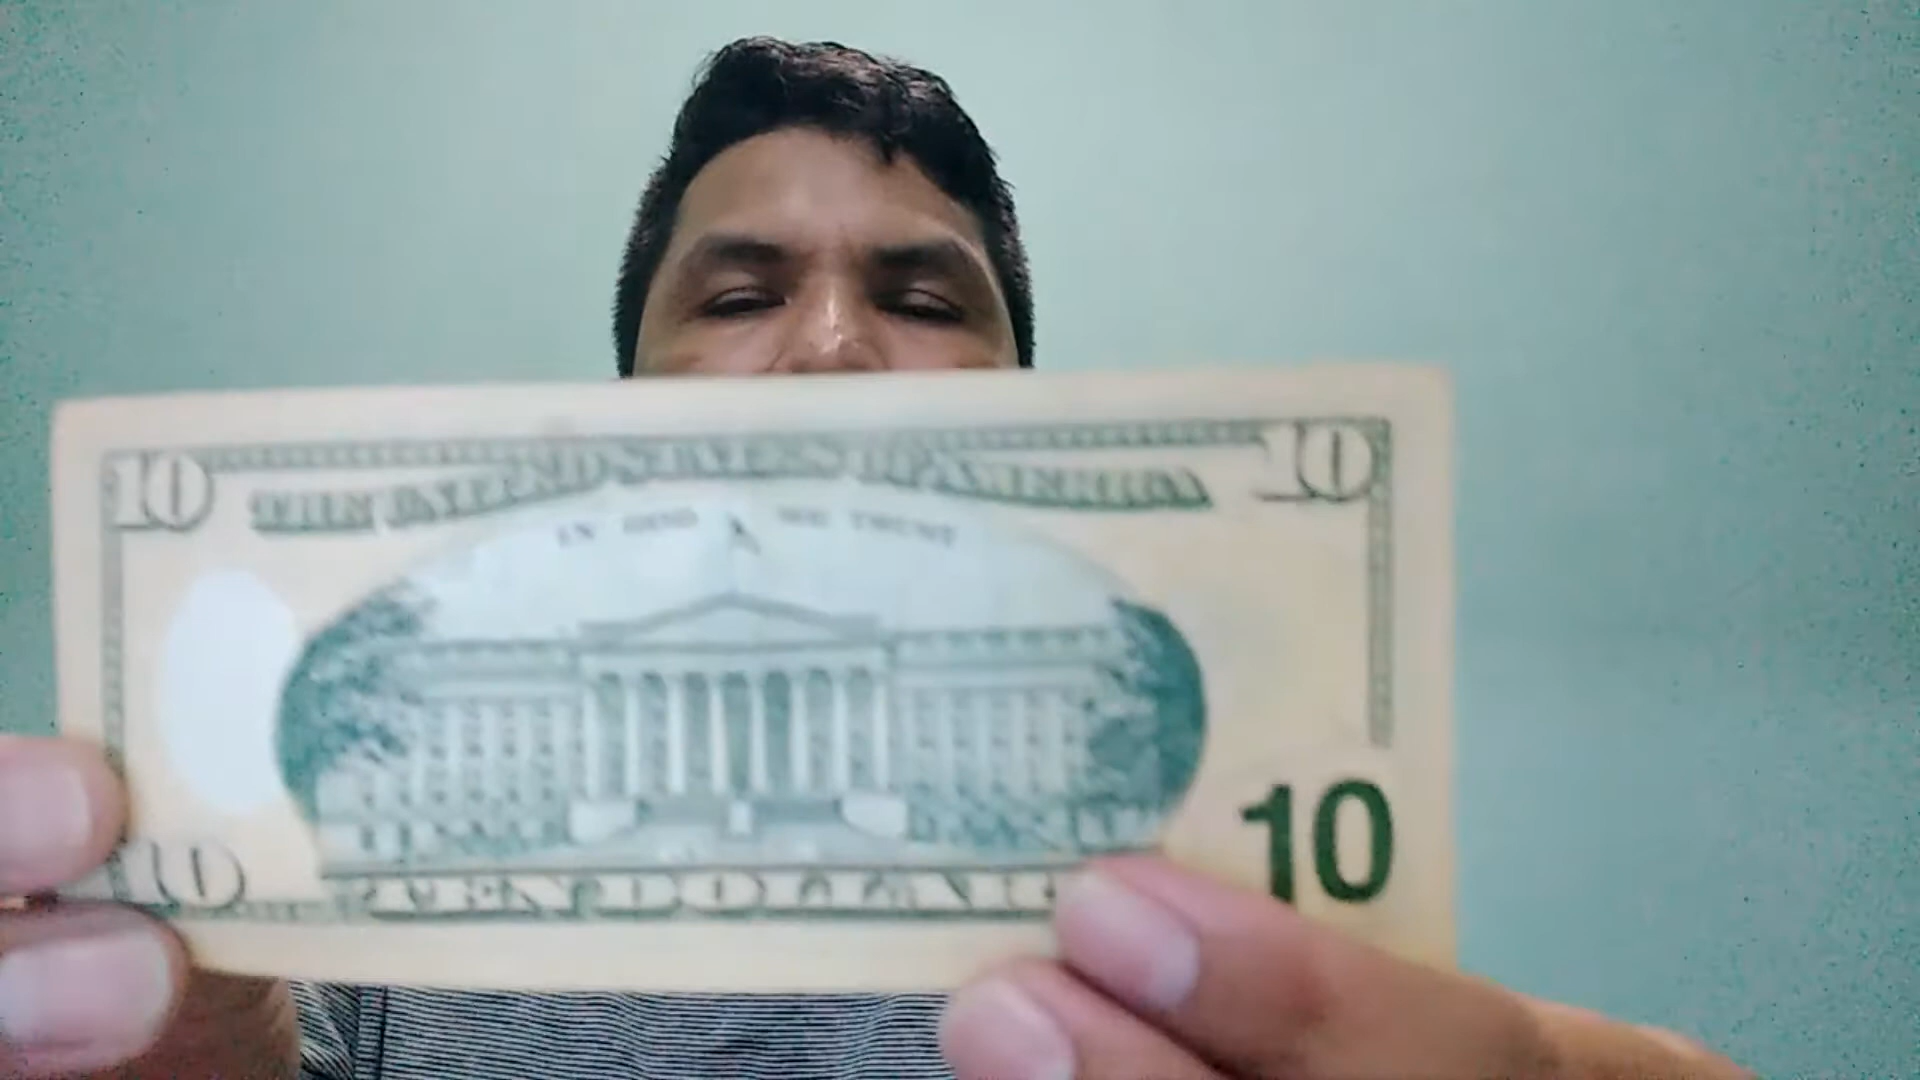 10 10
THE UNITED STATES OF AMERICA
IN GOD WE TRUST
10
10 TEN DOLLARS